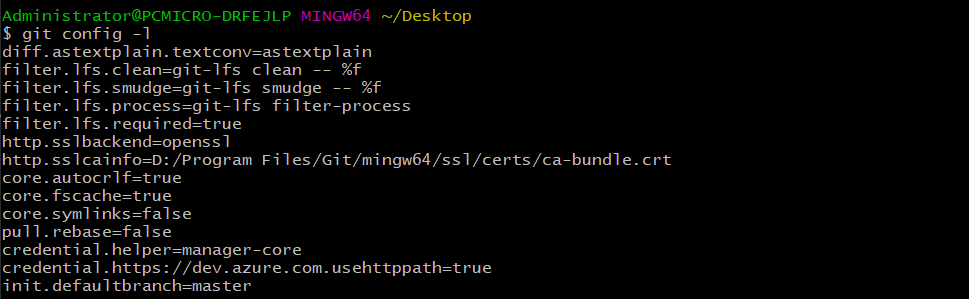 Administrator@PCMICRO-DRFEJLP MINGW64 ~/Desktop
$ git config -l
diff.astextplain.textconv=astextplain
filter.lfs.clean=git-lfs clean -- %f
filter.lfs.smudge=git-lfs smudge -- %f
filter.lfs.process=git-lfs filter-process
filter.lfs.required=true
http.sslbackend=openssl
http.sslcainfo=D:/Program Files/Git/mingw64/ssl/certs/ca-bundle.crt
core.autocrlf=true
core.fscache=true
core.symlinks=false
pull.rebase=false
credential.helper=manager-core
credential.https://dev.azure.com.usehttppath=true
init.defaultbranch=master